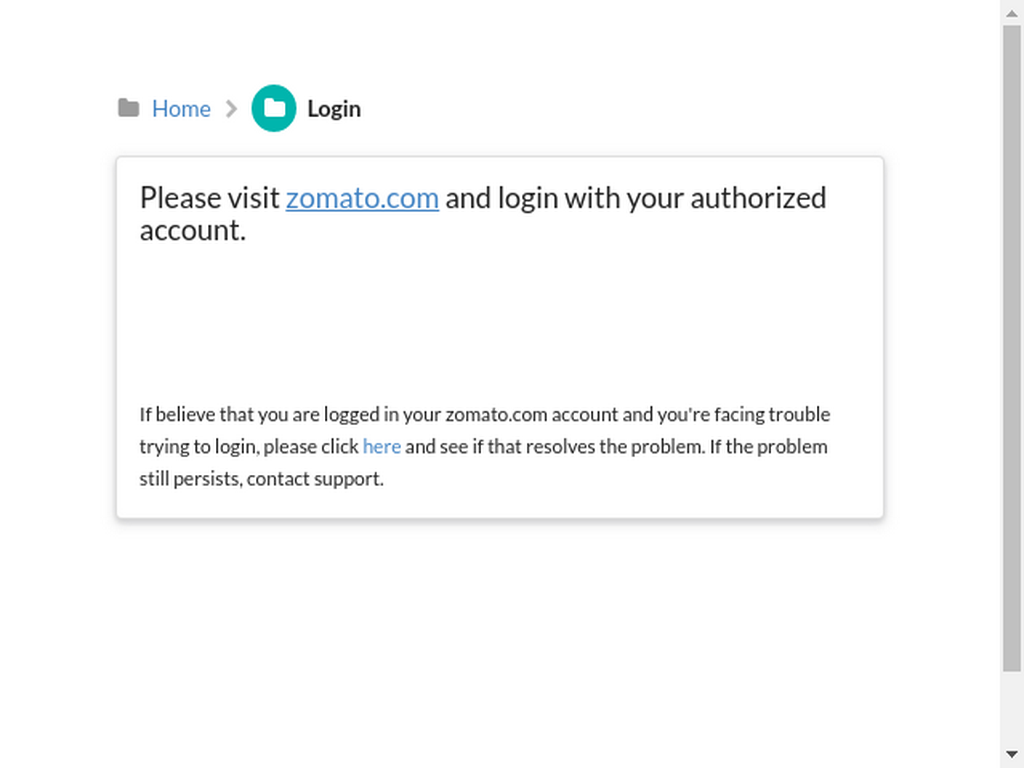 Home Login
Please visit zomato.com and login with your authorized
account.
If believe that you are logged in your zomato.com account and you're facing trouble
trying to login, please click here and see if that resolves the problem. If the problem
still persists, contact support.